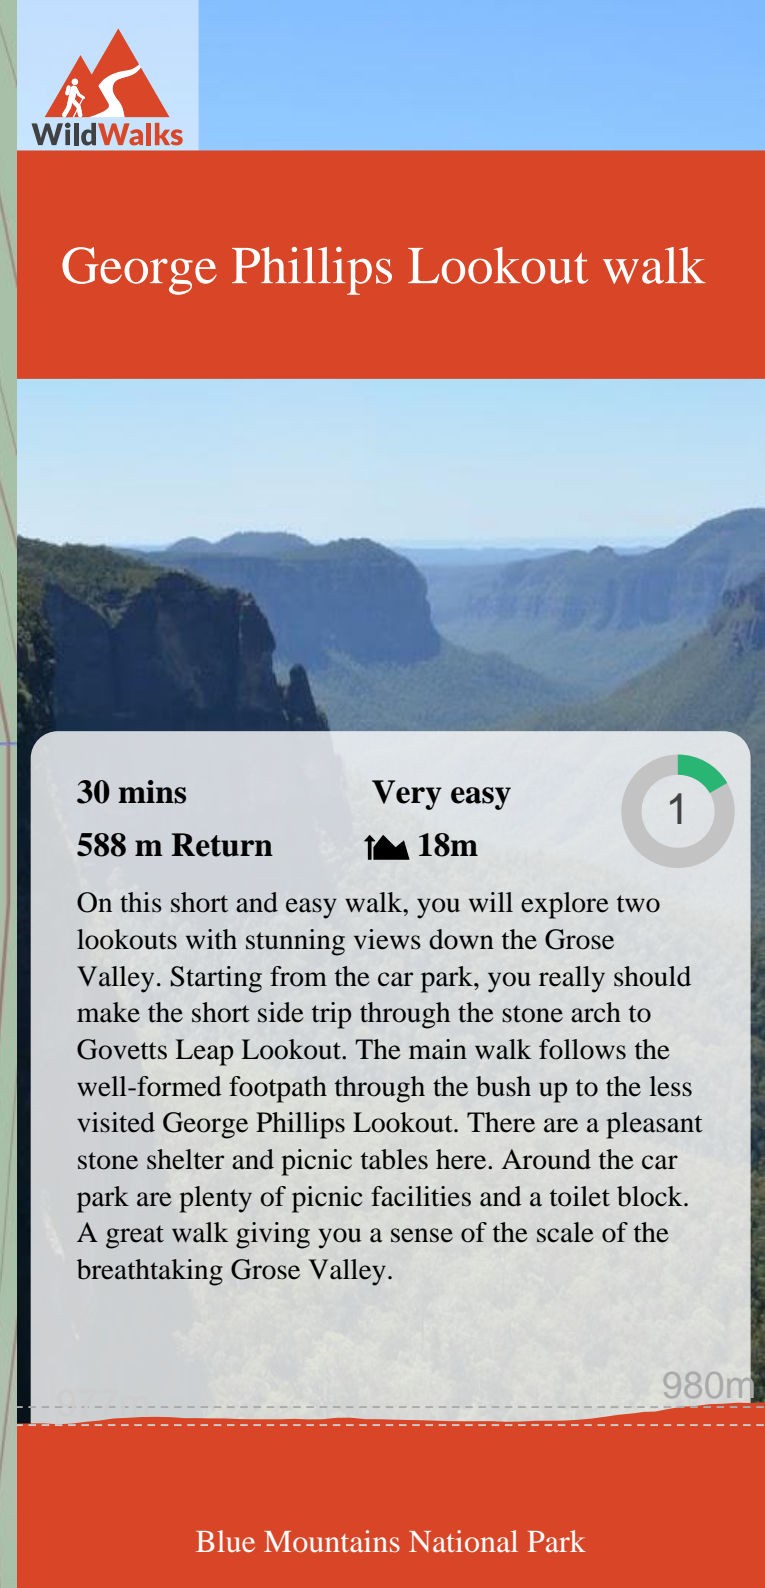 WildWalks
George Phillips Lookout walk
30 mins
Very easy
1
588 m Return
18m
On this short and easy walk, you will explore two
lookouts with stunning views down the Grose
Valley. Starting from the car park, you really should
make the short side trip through the stone arch to
Govetts Leap Lookout. The main walk follows the
well-formed footpath through the bush up to the less
visited George Phillips Lookout. There are a pleasant
stone shelter and picnic tables here. Around the car
park are plenty of picnic facilities and a toilet block.
A great walk giving you a sense of the scale of the
breathtaking Grose Valley.
980m
Blue Mountains National Park